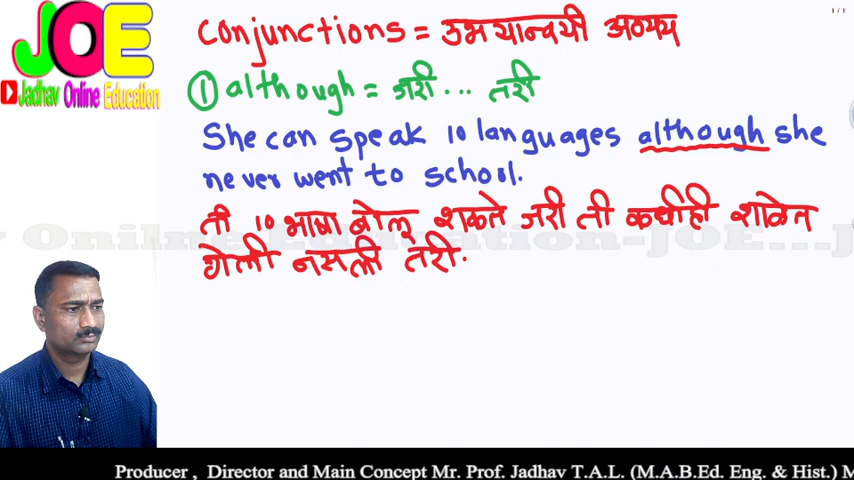 JOE
Jadhav Online Education
1/1
conjunctions = उभयान्वयी अव्यय
① although = जरी... तरी
She can speak 10 languages although she
never went to school.
ती 10 भाषा बोलू शकते जरी ती कधीही शाळेत
गेली नसली तरी.
Producer , Director and Main Concept Mr. Prof. Jadhav T.A.L. (M.A.B.Ed. Eng. & Hist.) M